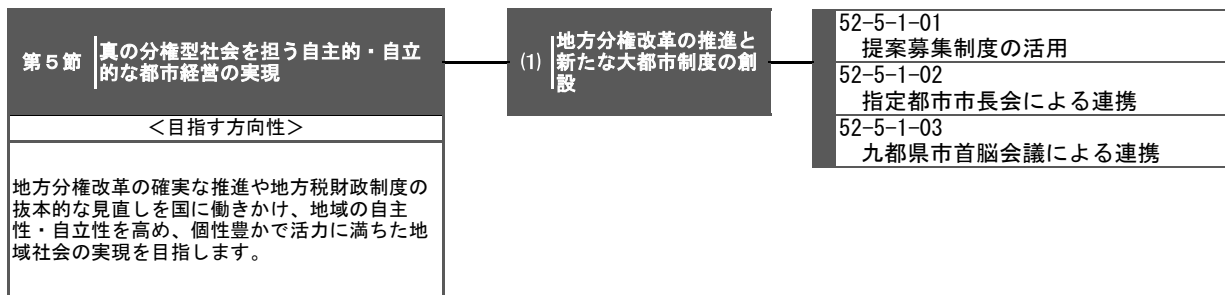 第5節
真の分権型社会を担う自主的・自立
的な都市経営の実現
＜目指す方向性＞
地方分権改革の確実な推進や地方税財政制度の
抜本的な見直しを国に働きかけ、地域の自主
性・自立性を高め、個性豊かで活力に満ちた地
域社会の実現を目指します。
(1)
地方分権改革の推進と
新たな大都市制度の創
設
52-5-1-01
提案募集制度の活用
52-5-1-02
指定都市市長会による連携
52-5-1-03
九都県市首脳会議による連携